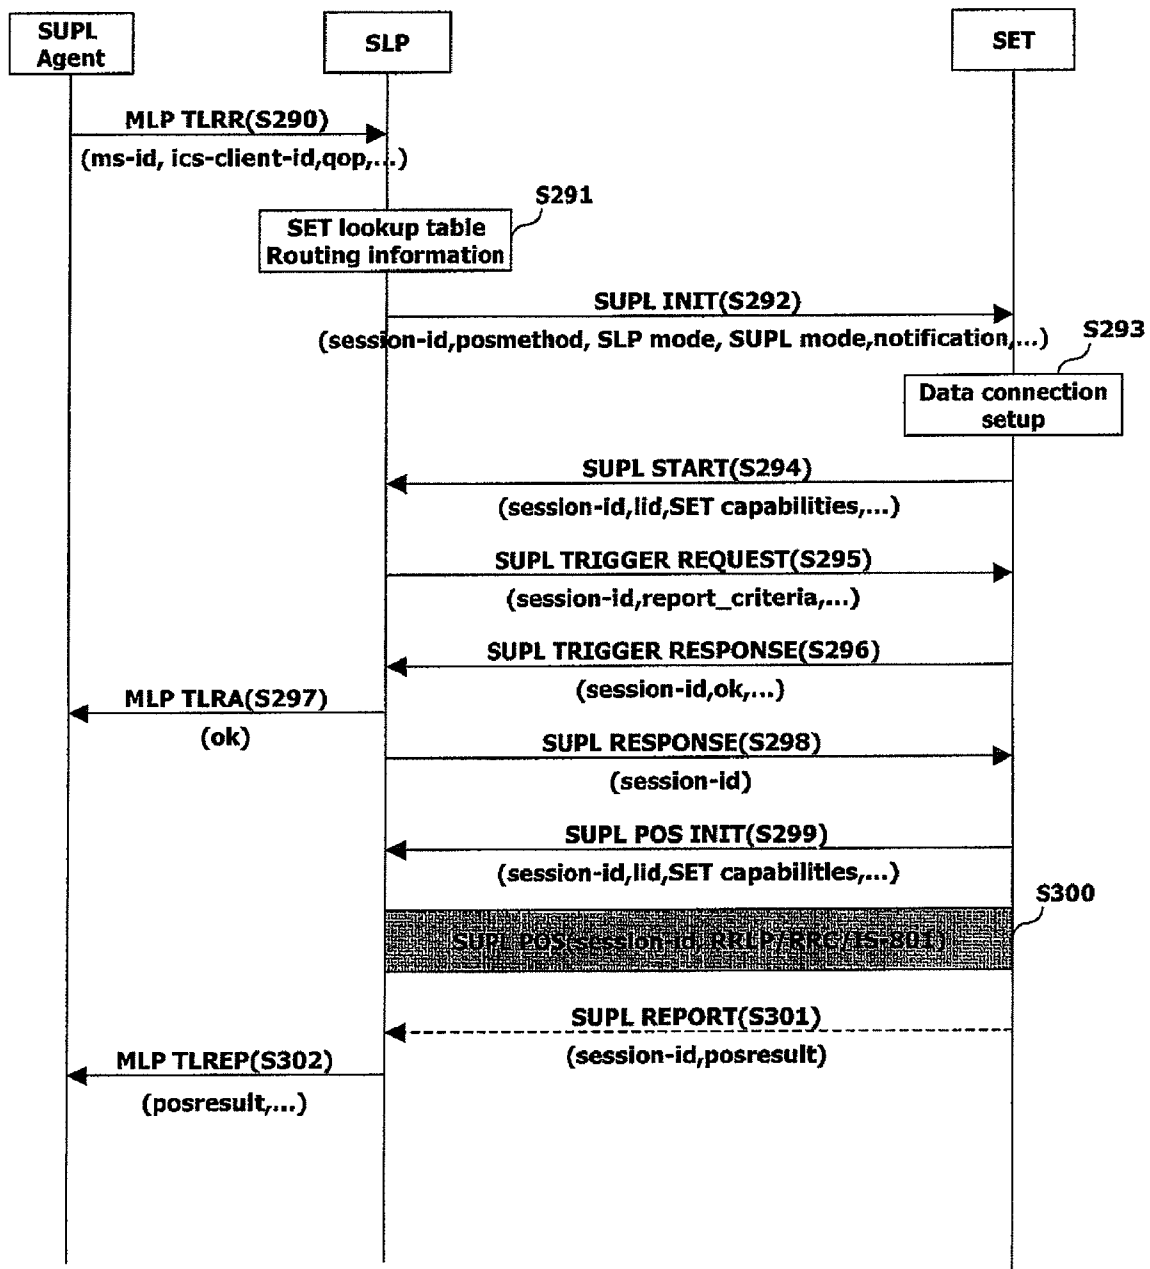 SUPL
Agent
SLP
SET
MLP TLRR(S290)
(ms-id, ics-client-id,qop,...)
S291
SET lookup table
Routing information
SUPL INIT(S292)
(session-id,posmethod, SLP mode, SUPL mode,notification,...)
S293
Data connection
setup
SUPL START(S294)
(session-id,lid,SET capabilities,...)
SUPL TRIGGER REQUEST(S295)
(session-id,report_criteria,...)
SUPL TRIGGER RESPONSE(S296)
(session-id,ok,...)
MLP TLRA(S297)
(ok)
SUPL RESPONSE(S298)
(session-id)
SUPL POS INIT(S299)
(session-id,lid,SET capabilities,...)
S300
SUPL POS(session-id, RRLP/RRC/IS-801)
SUPL REPORT(S301)
(session-id,posresult)
MLP TLREP(S302)
(posresult,...)